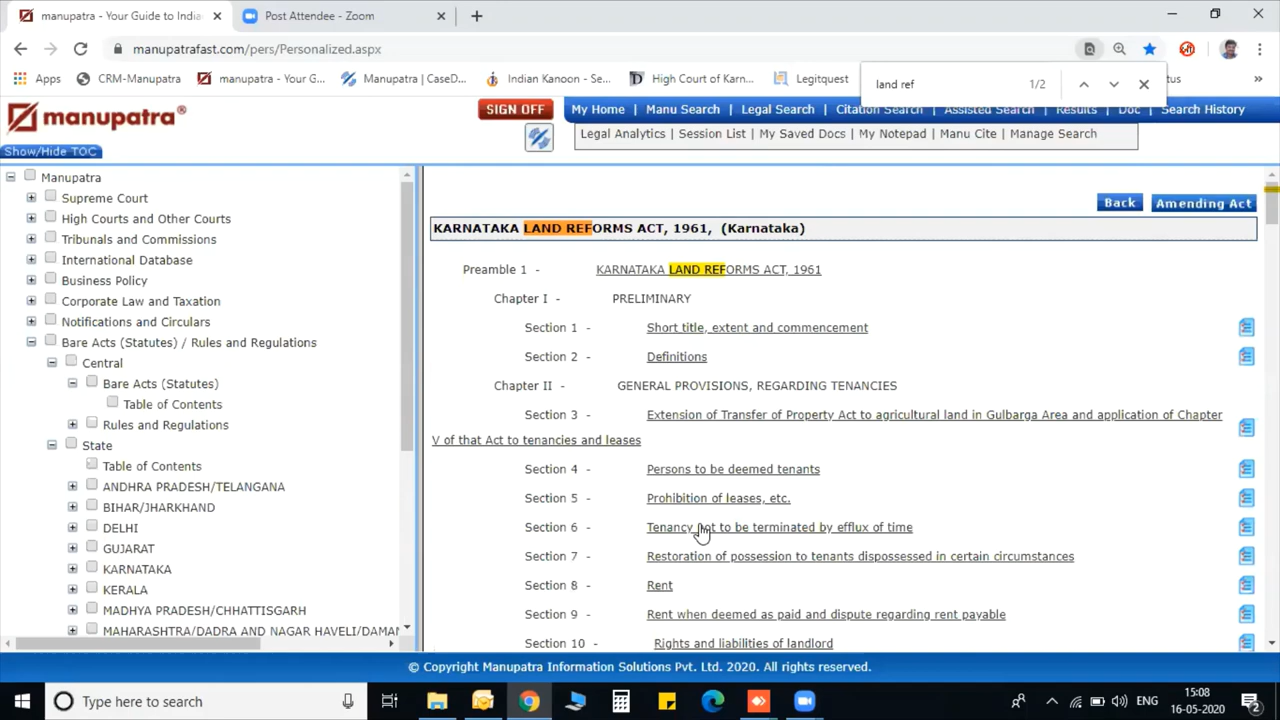 manupatra - Your Guide to India
Post Attendee - Zoom
manupatrafast.com/pers/Personalized.aspx
Apps
CRM-Manupatra
manupatra - Your G...
Manupatra | CaseD...
Indian Kanoon - Se...
High Court of Karn...
Legitquest
land ref
1/2
manupatra®
SIGN OFF
My Home | Manu Search | Legal Search | Citation Search | Assisted Search | Results | Doc | Search History
Legal Analytics | Session List | My Saved Docs | My Notepad | Manu Cite | Manage Search
Show/Hide TOC
Manupatra
Supreme Court
High Courts and Other Courts
Tribunals and Commissions
International Database
Business Policy
Corporate Law and Taxation
Notifications and Circulars
Bare Acts (Statutes) / Rules and Regulations
Central
Bare Acts (Statutes)
Table of Contents
Rules and Regulations
State
Table of Contents
ANDHRA PRADESH/TELANGANA
BIHAR/JHARKHAND
DELHI
GUJARAT
KARNATAKA
KERALA
MADHYA PRADESH/CHHATTISGARH
MAHARASHTRA/DADRA AND NAGAR HAVELI/DAMAN
Back
Amending Act
KARNATAKA LAND REFORMS ACT, 1961, (Karnataka)
Preamble 1 - KARNATAKA LAND REFORMS ACT, 1961
Chapter I - PRELIMINARY
Section 1 - Short title, extent and commencement
Section 2 - Definitions
Chapter II - GENERAL PROVISIONS, REGARDING TENANCIES
Section 3 - Extension of Transfer of Property Act to agricultural land in Gulbarga Area and application of Chapter
V of that Act to tenancies and leases
Section 4 - Persons to be deemed tenants
Section 5 - Prohibition of leases, etc.
Section 6 - Tenancy not to be terminated by efflux of time
Section 7 - Restoration of possession to tenants dispossessed in certain circumstances
Section 8 - Rent
Section 9 - Rent when deemed as paid and dispute regarding rent payable
Section 10 - Rights and liabilities of landlord
© Copyright Manupatra Information Solutions Pvt. Ltd. 2020. All rights reserved.
Type here to search
ENG
15:08
16-05-2020
2